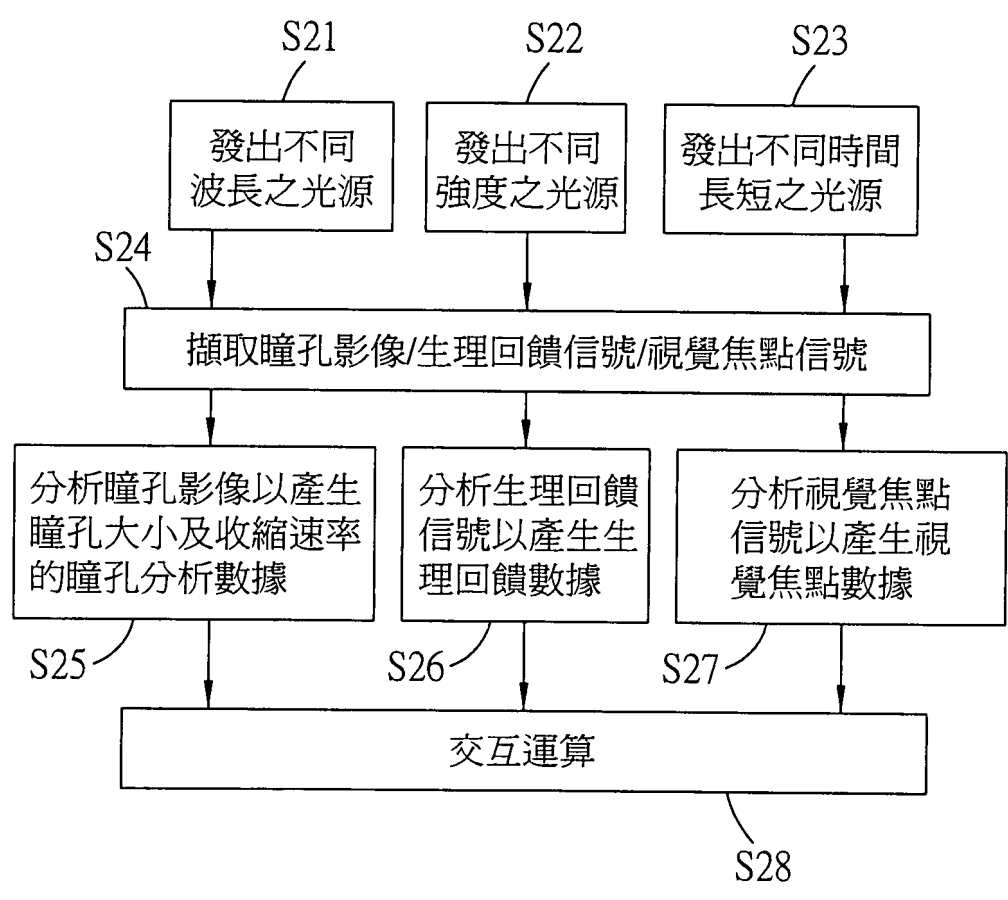 S21
S22
S23
發出不同
波長之光源
發出不同
強度之光源
發出不同時間
長短之光源
S24
擷取瞳孔影像/生理回饋信號/視覺焦點信號
分析瞳孔影像以產生
瞳孔大小及收縮速率
的瞳孔分析數據
分析生理回饋
信號以產生生
理回饋數據
分析視覺焦點
信號以產生視
覺焦點數據
S25
S26
S27
交互運算
S28